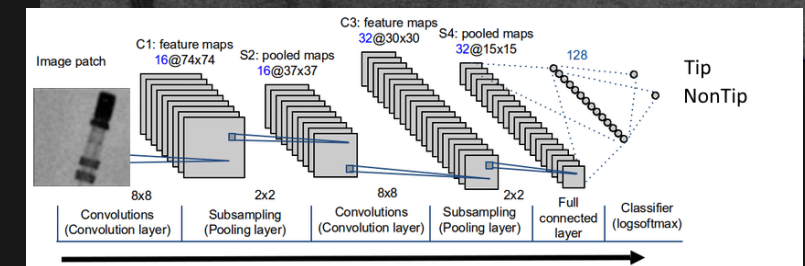 Image patch
C1: feature maps
16@74x74
S2: pooled maps
16@37x37
C3: feature maps
32@30x30
S4: pooled maps
32@15x15
128
Tip
NonTip
8x8
2x2
8x8
2x2
Convolutions
(Convolution layer)
Subsampling
(Pooling layer)
Convolutions
(Convolution layer)
Subsampling
(Pooling layer)
Full
connected
layer
Classifier
(logsoftmax)